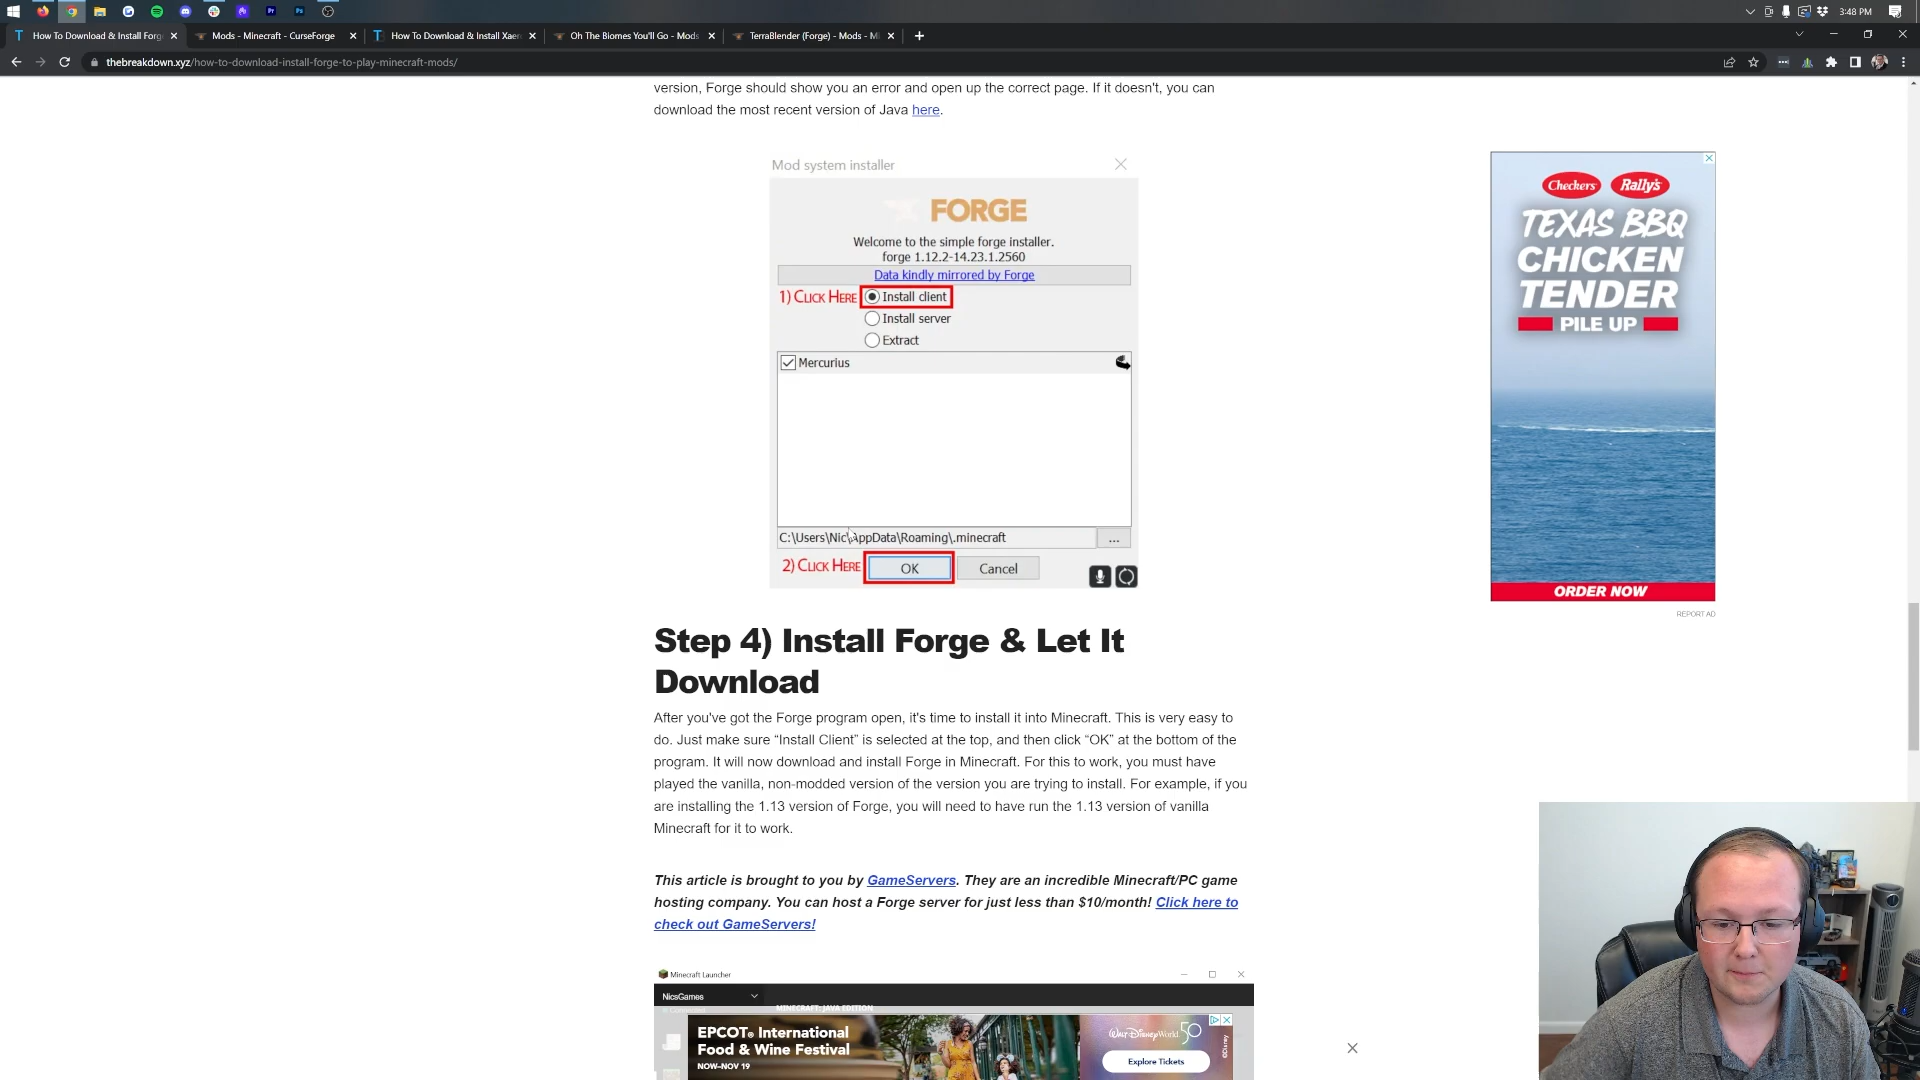 3:48 PM
How To Download & Install Forg
Mods - Minecraft - CurseForge
How To Download & Install Xaer
Oh The Biomes You'll Go - Mods
TerraBlender (Forge) - Mods - Mi
thebreakdown.xyz/how-to-download-install-forge-to-play-minecraft-mods/
version, Forge should show you an error and open up the correct page. If it doesn't, you can
download the most recent version of Java here.
Mod system installer
FORGE
Welcome to the simple forge installer.
forge 1.12.2-14.23.1.2560
Data kindly mirrored by Forge
1) CLICK HERE
Install client
Install server
Extract
Mercurius
C:\Users\Nic\AppData\Roaming\.minecraft
...
2) CLICK HERE
OK
Cancel
Checkers Rally's
TEXAS BBQ
CHICKEN
TENDER
PILE UP
ORDER NOW
REPORT AD
Step 4) Install Forge & Let It
Download
After you've got the Forge program open, it's time to install it into Minecraft. This is very easy to
do. Just make sure “Install Client” is selected at the top, and then click “OK” at the bottom of the
program. It will now download and install Forge in Minecraft. For this to work, you must have
played the vanilla, non-modded version of the version you are trying to install. For example, if you
are installing the 1.13 version of Forge, you will need to have run the 1.13 version of vanilla
Minecraft for it to work.
This article is brought to you by GameServers. They are an incredible Minecraft/PC game
hosting company. You can host a Forge server for just less than $10/month! Click here to
check out GameServers!
Minecraft Launcher
NicsGames
MINECRAFT: JAVA EDITION
EPCOT International
Food & Wine Festival
NOW-NOV 19
Walt Disney World 50
Explore Tickets
©Disney